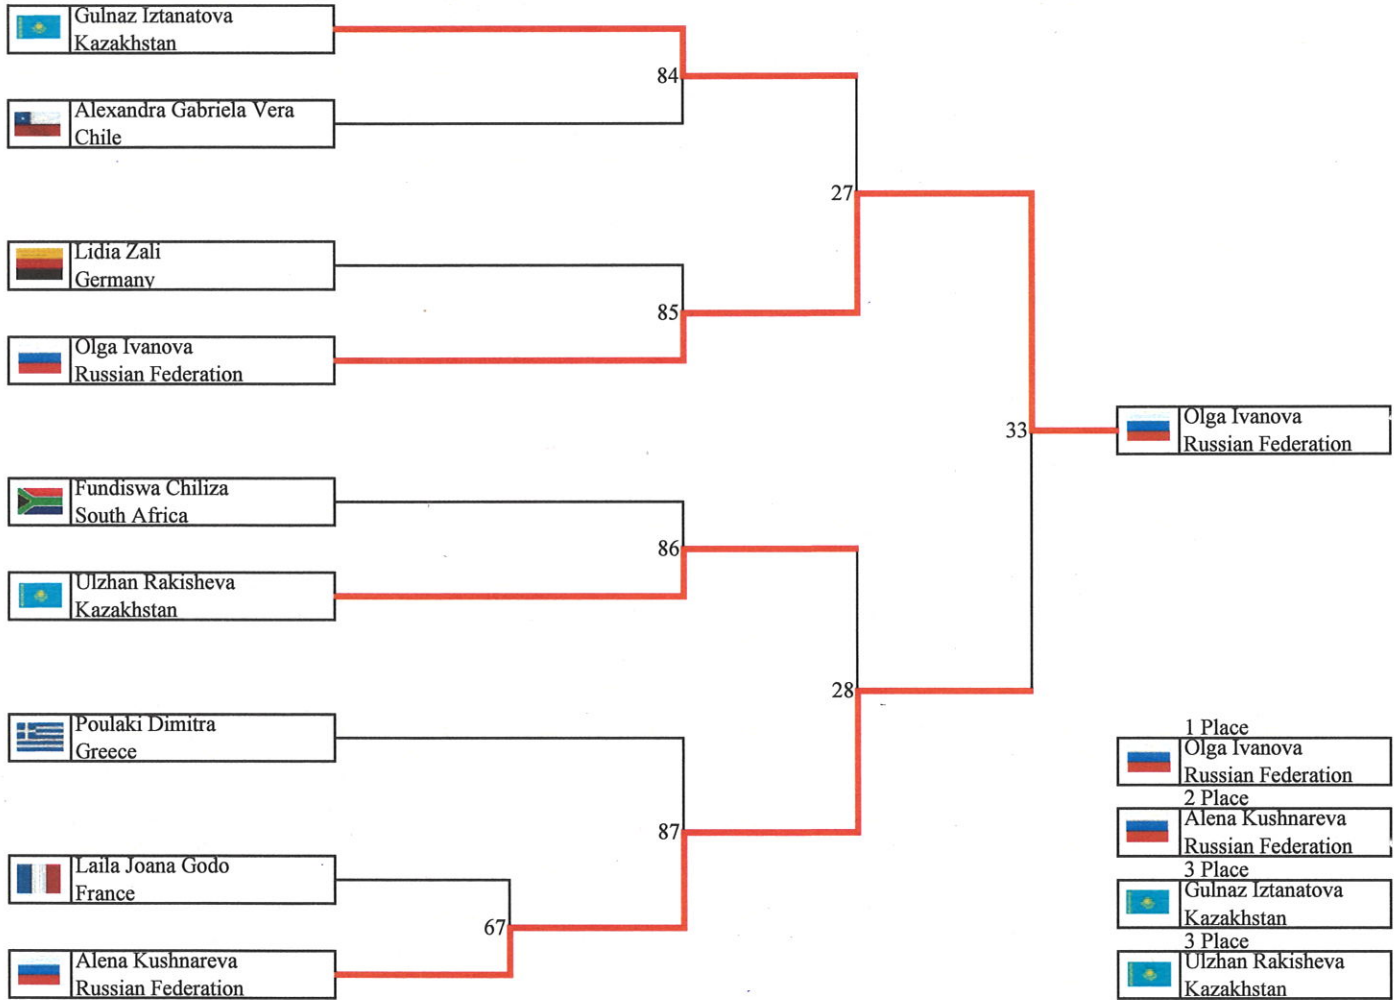 Gulnaz Iztanatova
Kazakhstan
84
Alexandra Gabriela Vera
Chile
27
Lidia Zali
Germany
85
Olga Ivanova
Russian Federation
33
Olga Ivanova
Russian Federation
Fundiswa Chiliza
South Africa
86
Ulzhan Rakisheva
Kazakhstan
28
Poulaki Dimitra
Greece
87
Laila Joana Godo
France
67
Alena Kushnareva
Russian Federation
1 Place
Olga Ivanova
Russian Federation
2 Place
Alena Kushnareva
Russian Federation
3 Place
Gulnaz Iztanatova
Kazakhstan
3 Place
Ulzhan Rakisheva
Kazakhstan